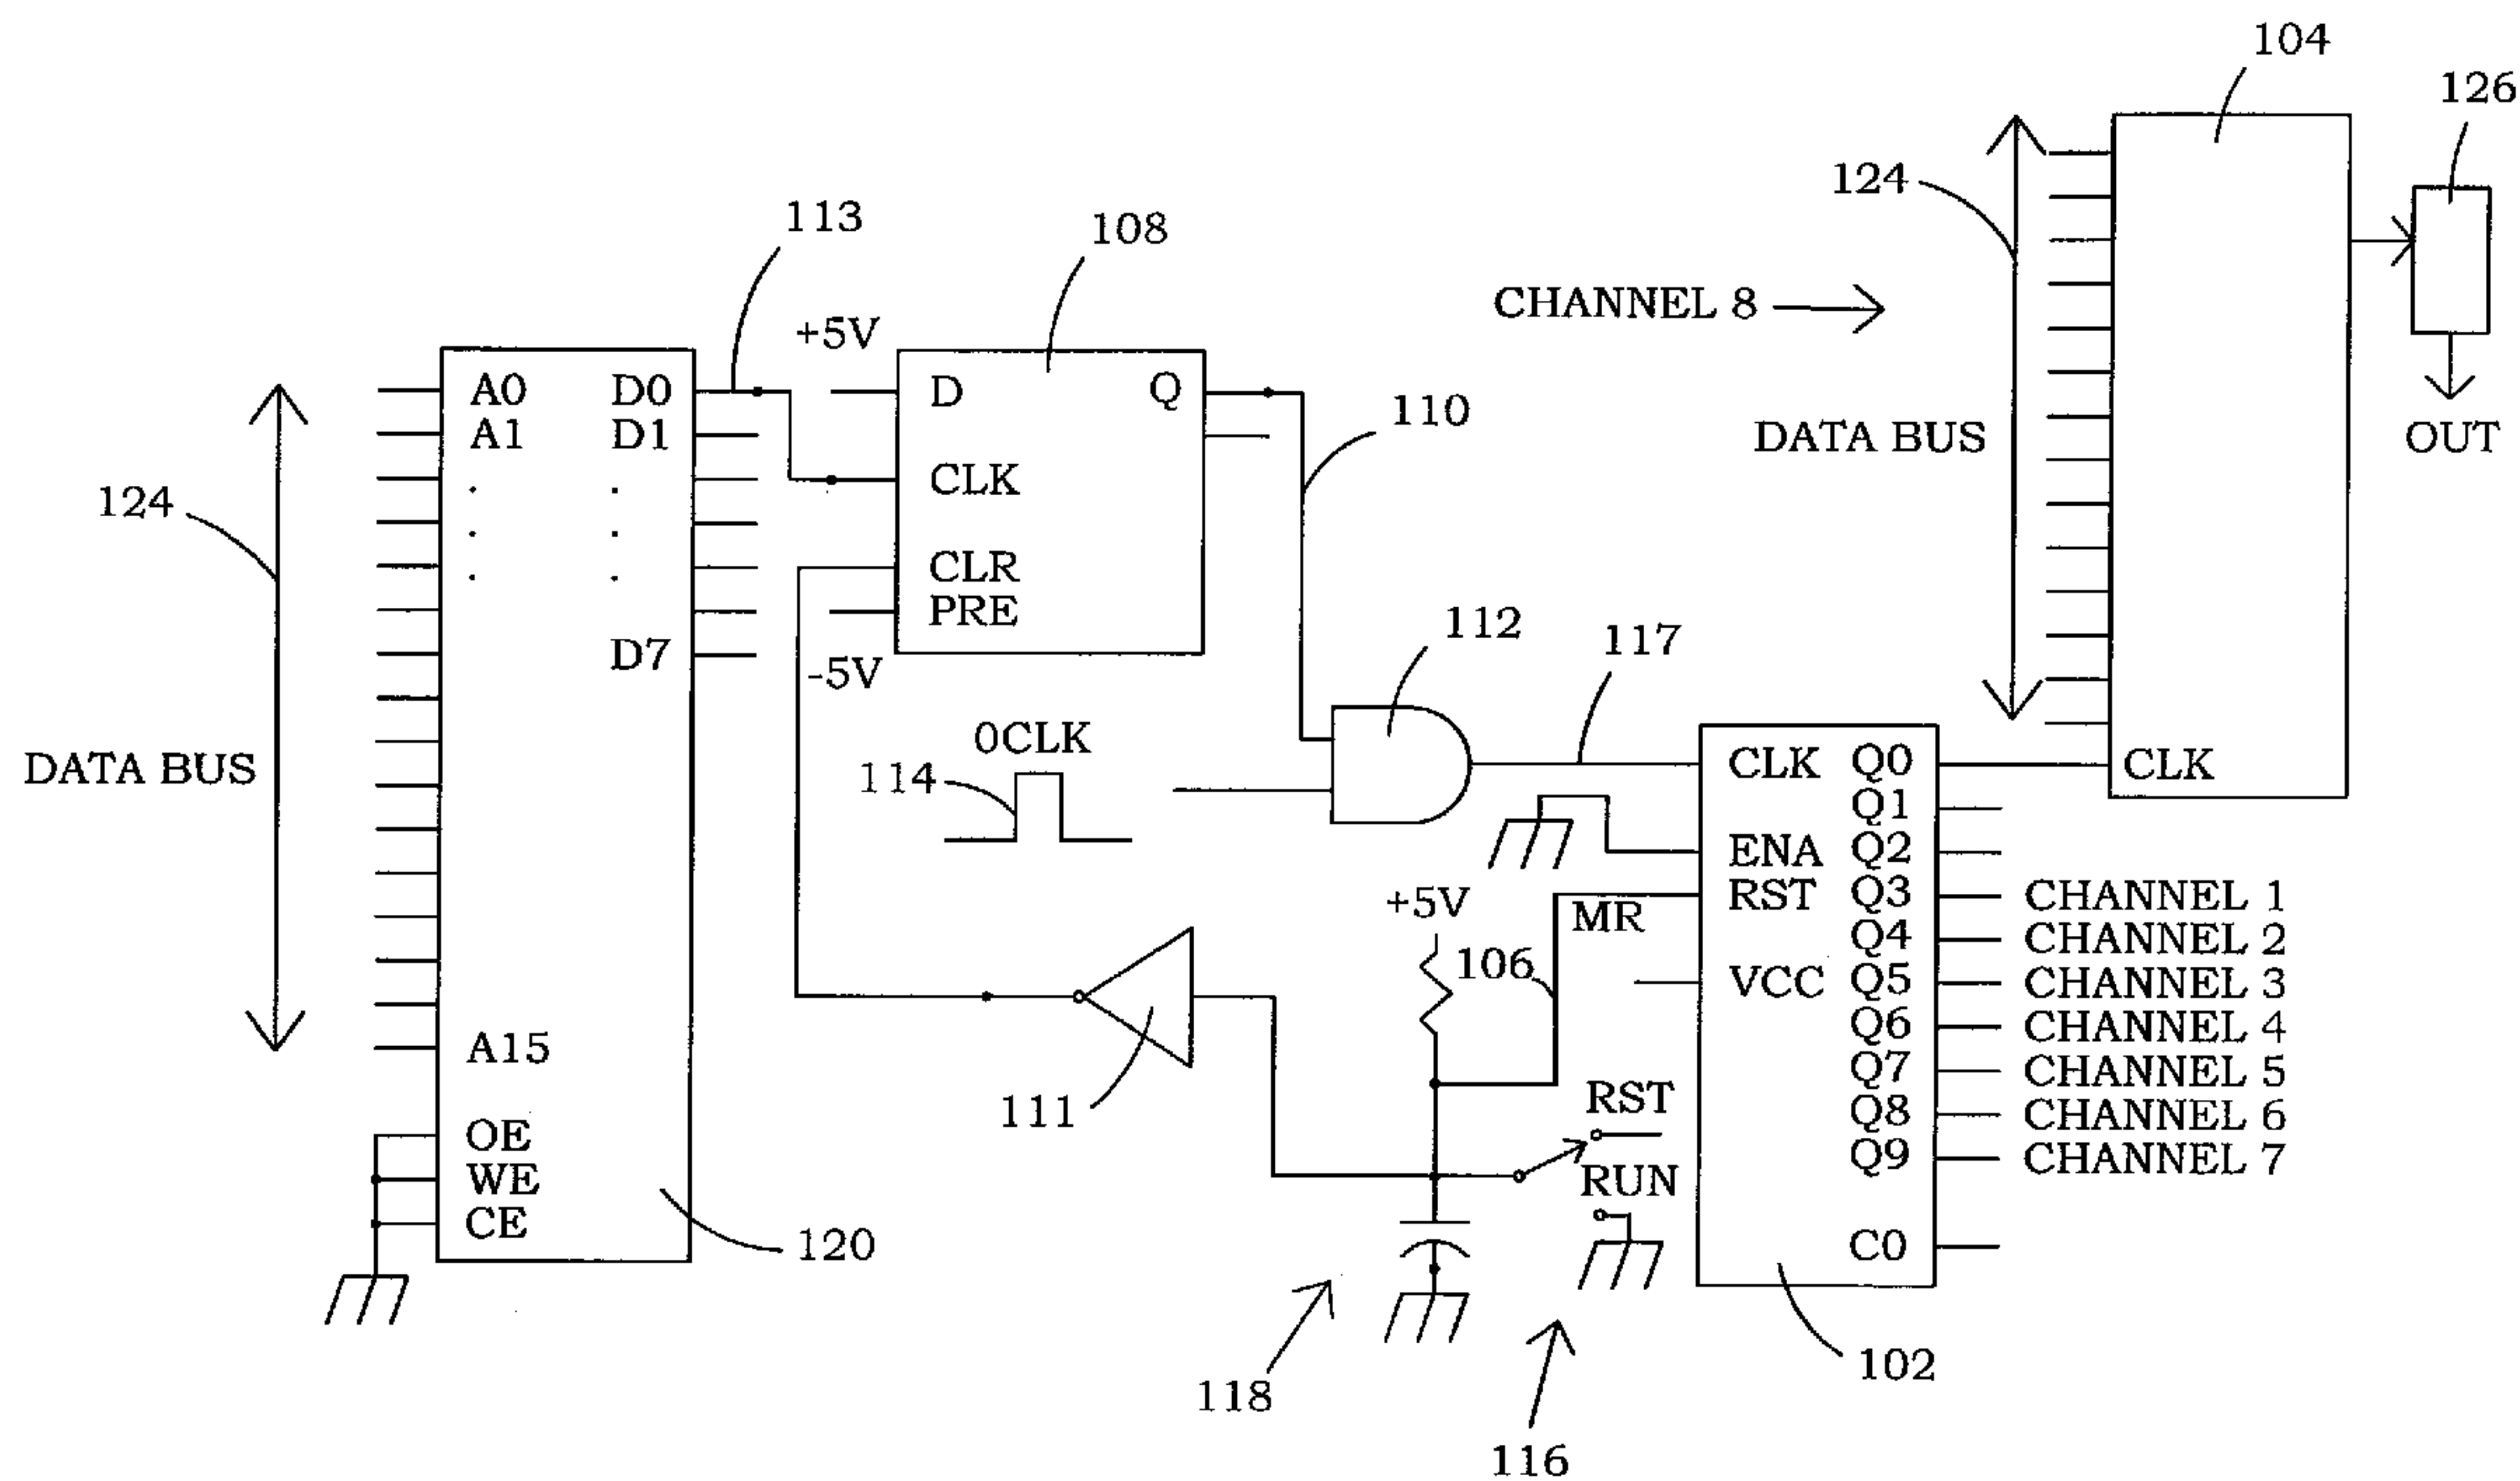 104
126
124
113
108
CHANNEL 8
+5V
A0 D0
A1 D1
D Q
110
DATA BUS
OUT
CLK
124
CLR
PRE
112
117
D7
-5V
0CLK
DATA BUS
114
CLK Q0
CLK
Q1
ENA Q2
+5V
RST Q3 CHANNEL 1
MR
Q4 CHANNEL 2
106
VCC Q5 CHANNEL 3
Q6 CHANNEL 4
A15
Q7 CHANNEL 5
111
RST
Q8 CHANNEL 6
OE
Q9 CHANNEL 7
WE
RUN
CE
120
C0
102
118
116